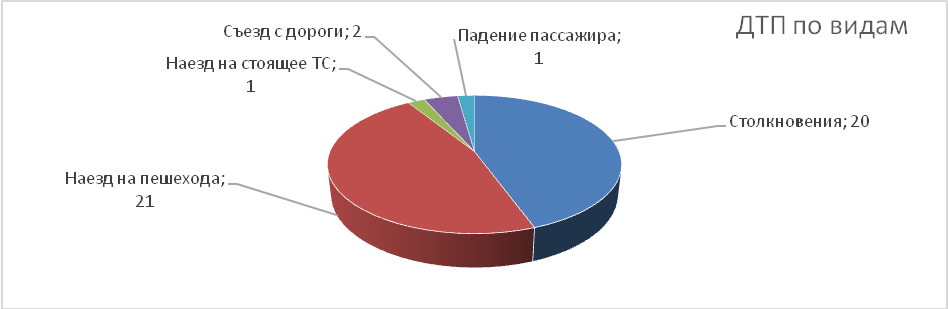 ДТП по видам
Съезд с дороги; 2
Падение пассажира;
1
Наезд на стоящее ТС;
1
Столкновения; 20
Наезд на пешехода;
21